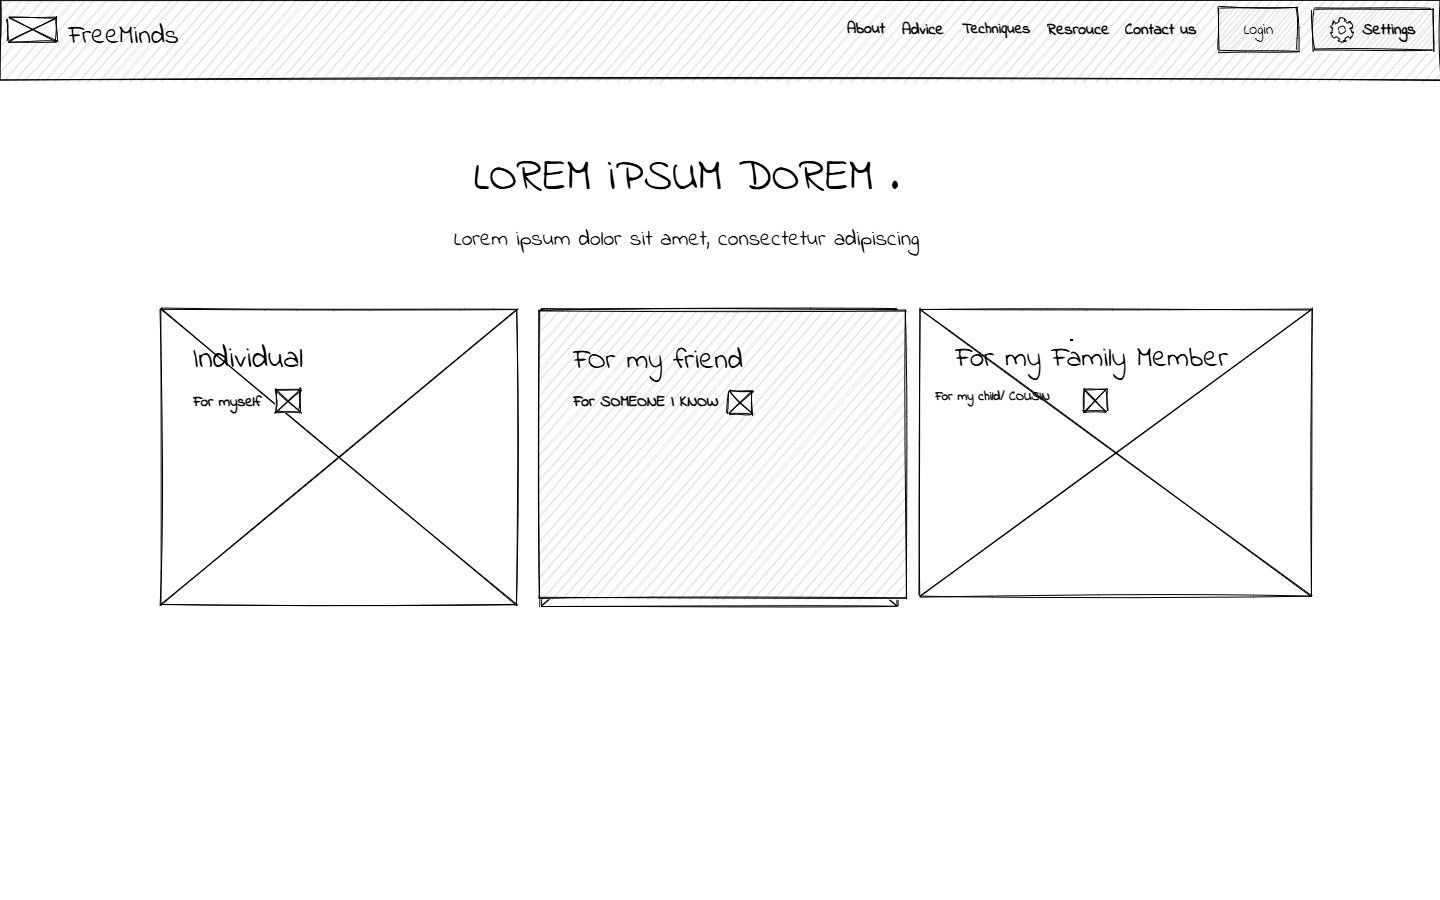 FreeMinds About Advice Techniques Resrouce Contact us Login Settings
LOREM IPSUM DOREM .
Lorem ipsum dolor sit amet, consectetur adipiscing
Individual
For myself
For my friend
For SOMEONE I KNOW
For my Family Member
For my child/ COUSIN